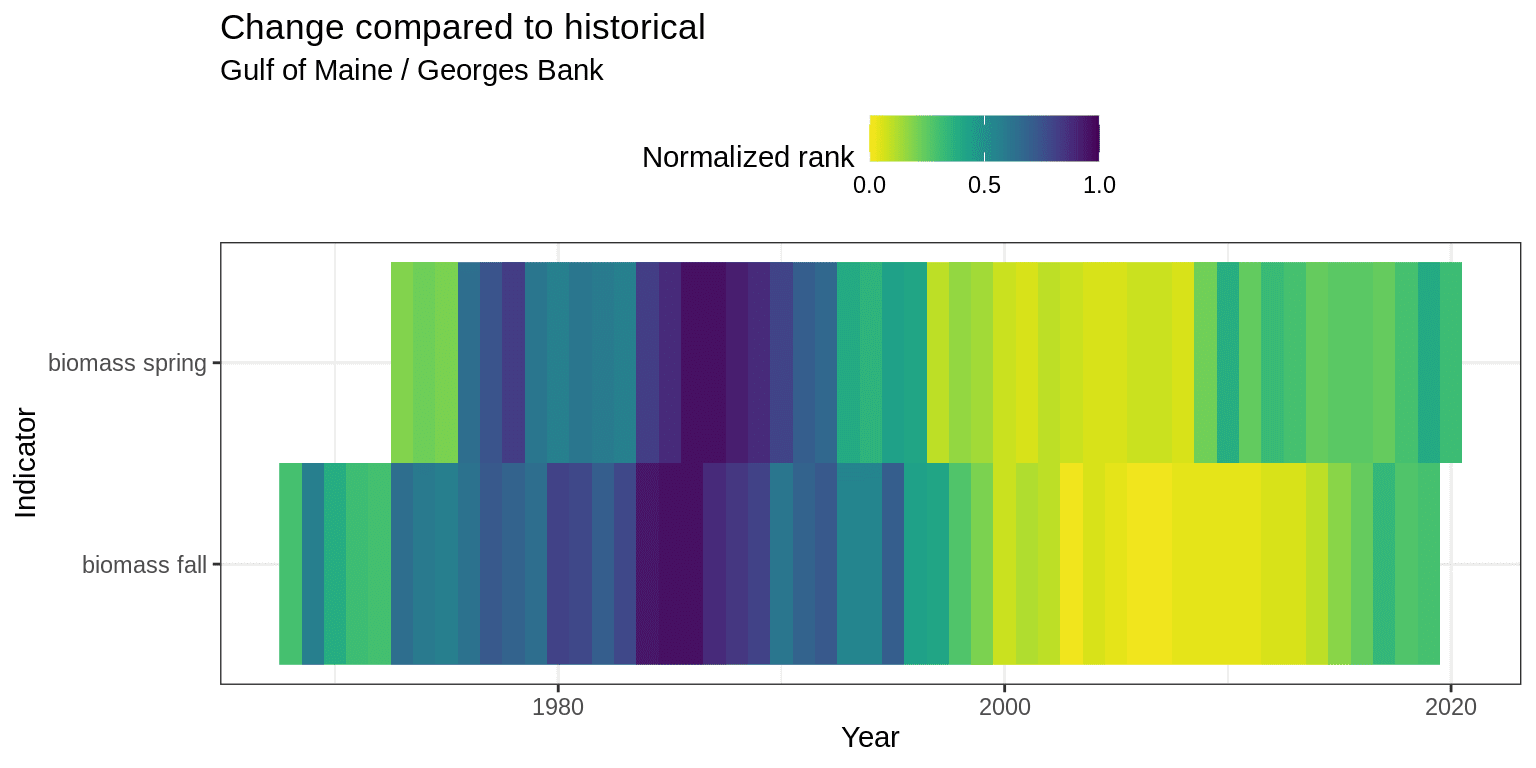 Change compared to historical
Gulf of Maine / Georges Bank
Normalized rank
0.0 0.5 1.0
Indicator
biomass spring
biomass fall
1980 2000 2020
Year